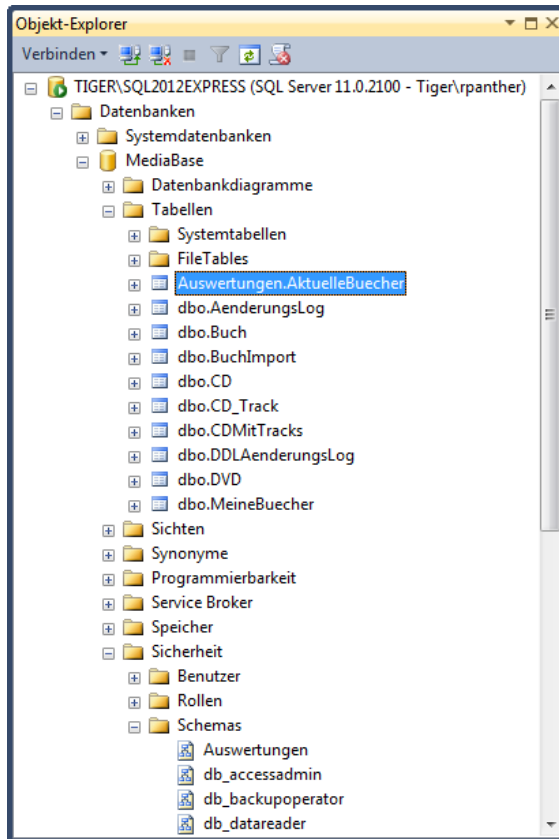 Objekt-Explorer
Verbinden
TIGER\SQL2012EXPRESS (SQL Server 11.0.2100 - Tiger\rpanther)
Datenbanken
Systemdatenbanken
MediaBase
Datenbankdiagramme
Tabellen
Systemtabellen
FileTables
Auswertungen.AktuelleBuecher
dbo.AenderungsLog
dbo.Buch
dbo.BuchImport
dbo.CD
dbo.CD_Track
dbo.CDMitTracks
dbo.DDLAenderungsLog
dbo.DVD
dbo.MeineBuecher
Sichten
Synonyme
Programmierbarkeit
Service Broker
Speicher
Sicherheit
Benutzer
Rollen
Schemas
Auswertungen
db_accessadmin
db_backupoperator
db_datareader